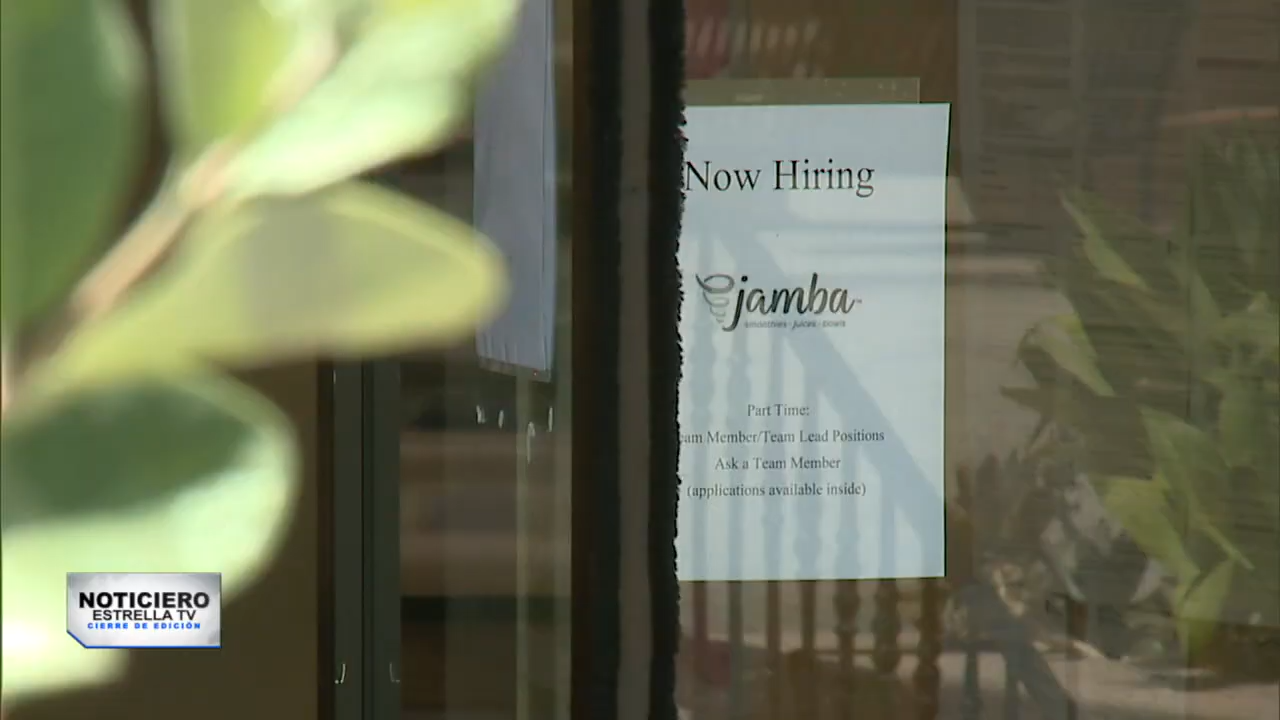 Now Hiring
jamba
smoothies · juices · bowls
Part Time:
eam Member/Team Lead Positions
Ask a Team Member
(applications available inside)
NOTICIERO
ESTRELLA TV
CIERRE DE EDICIÓN